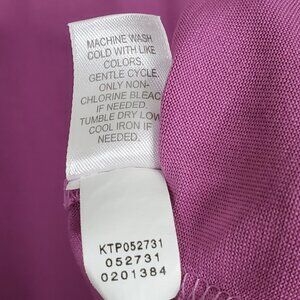 MACHINE WASH
COLD WITH LIKE
COLORS.
GENTLE CYCLE.
ONLY NON-
CHLORINE BLEAC
IF NEEDED.
TUMBLE DRY LOW
COOL IRON IF
NEEDED.
KTP052731
052731
0201384